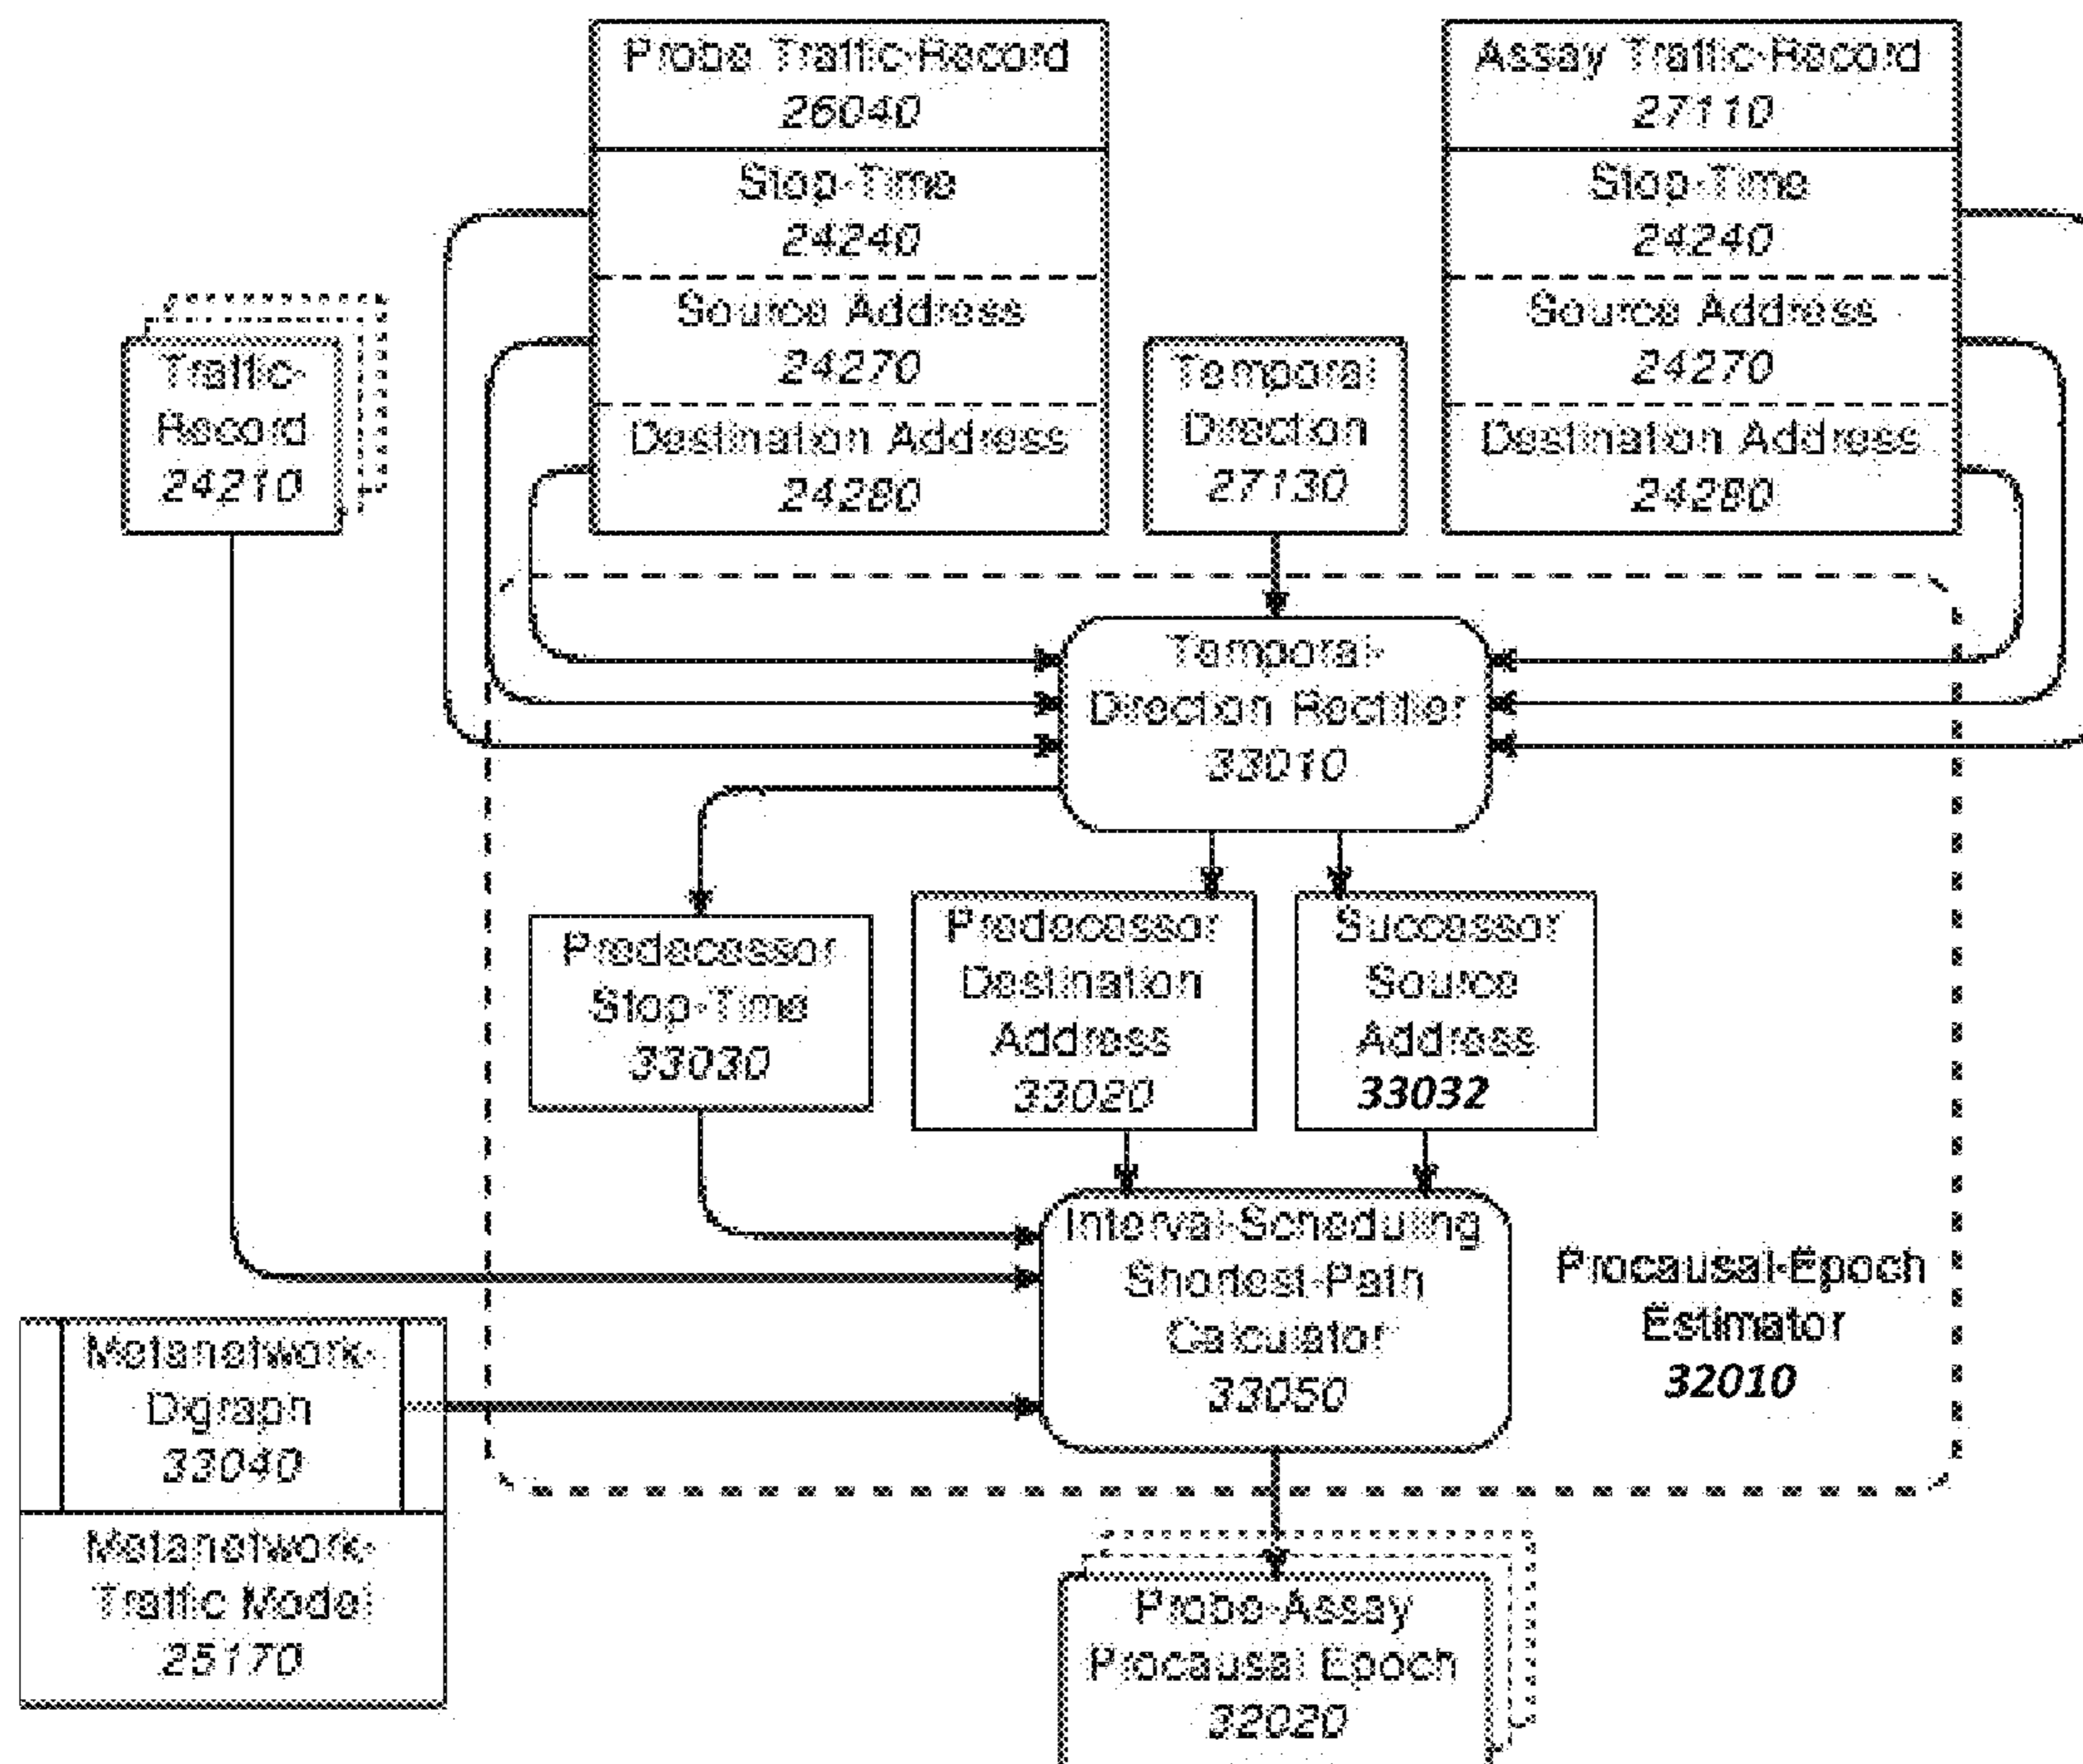 Probe Traffic-Record
26040
Stop-Time
24240
Source Address
24270
Destination Address
24280
Assay Traffic-Record
27110
Stop-Time
24240
Source Address
24270
Destination Address
24280
Traffic-
Record
24210
Temporal
Direction
27130
Temporal-
Direction Rectifier
33010
Predecessor
Stop-Time
33030
Predecessor
Destination
Address
33020
Successor
Source
Address
33032
Interval-Scheduling
Shortest-Path
Calculator
33050
Procausal-Epoch
Estimator
32010
Metanetwork-
Digraph
33040
Metanetwork-
Traffic Model
25170
Probe-Assay
Procausal Epoch
32020